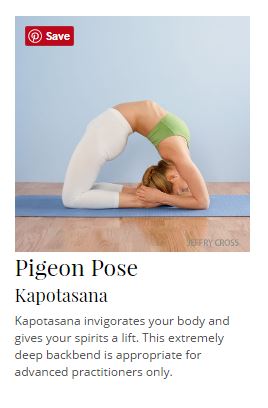 Save
JEFFRY CROSS
Pigeon Pose
Kapotasana
Kapotasana invigorates your body and
gives your spirits a lift. This extremely
deep backbend is appropriate for
advanced practitioners only.